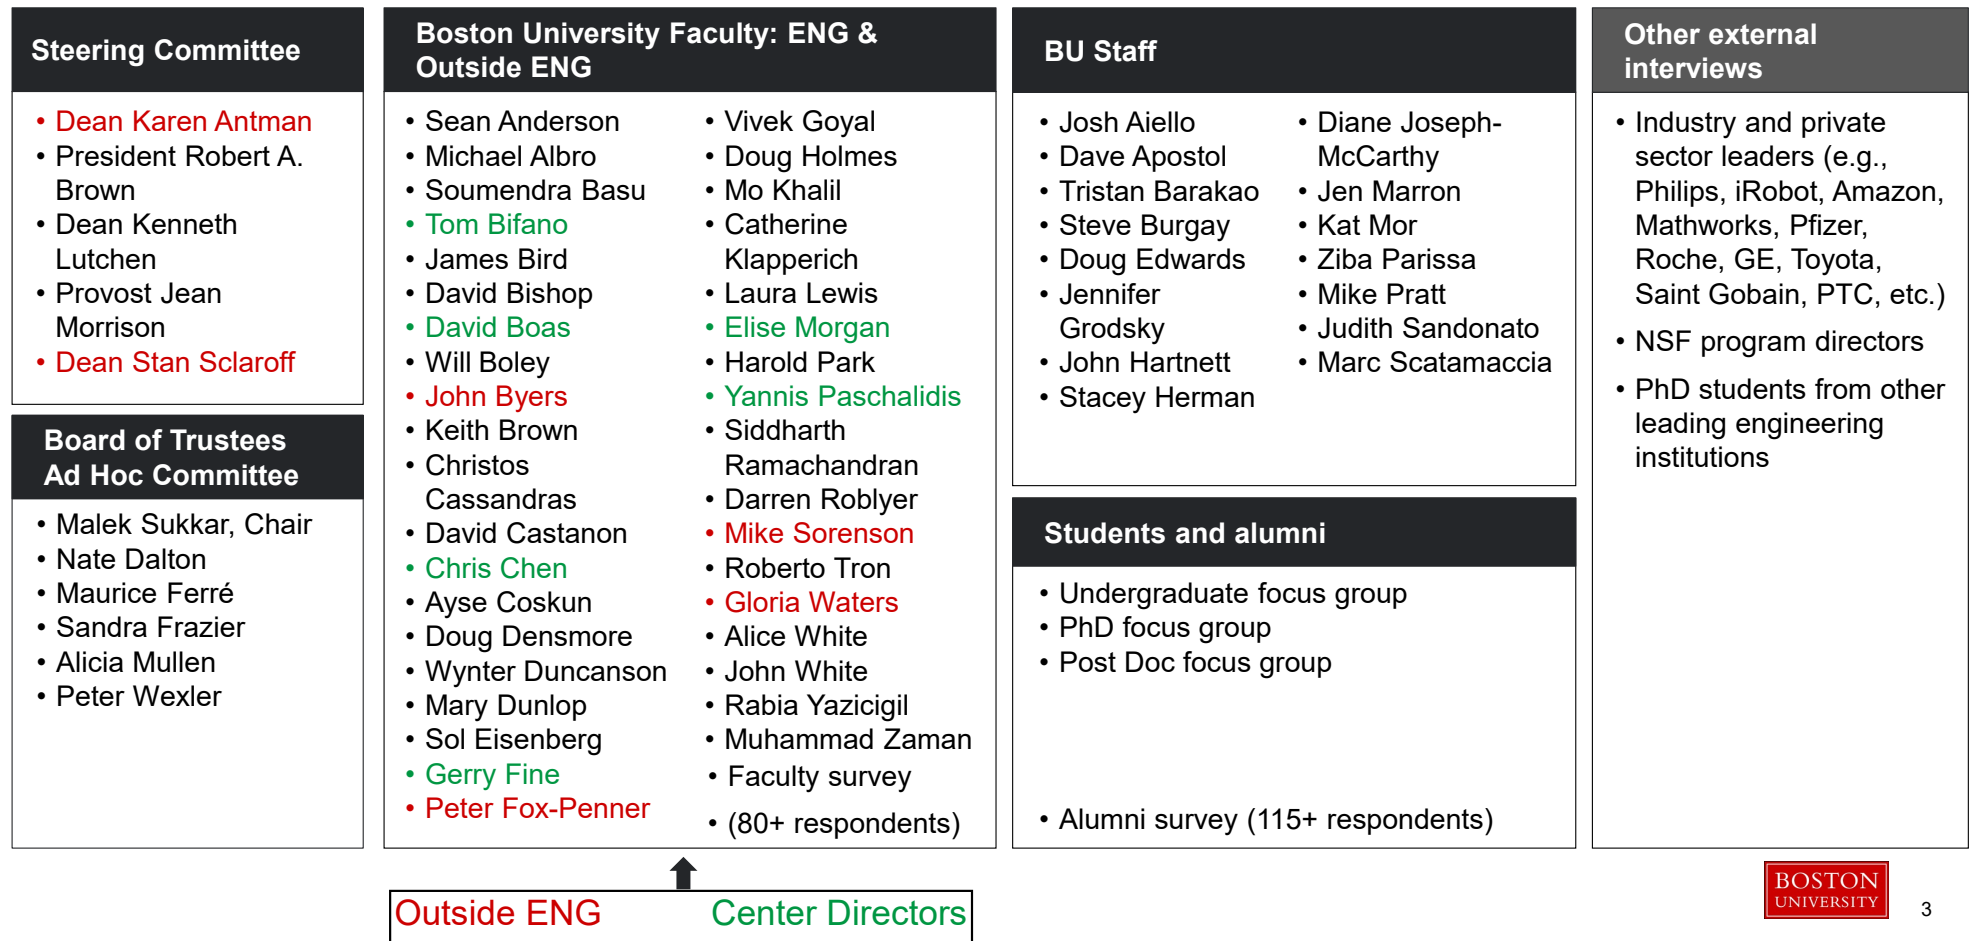 Steering Committee
• Dean Karen Antman
• President Robert A.
Brown
• Dean Kenneth
Lutchen
• Provost Jean
Morrison
• Dean Stan Sclaroff
Board of Trustees
Ad Hoc Committee
• Malek Sukkar, Chair
• Nate Dalton
• Maurice Ferré
• Sandra Frazier
• Alicia Mullen
• Peter Wexler
Boston University Faculty: ENG &
Outside ENG
• Sean Anderson
• Michael Albro
• Soumendra Basu
• Tom Bifano
• James Bird
• David Bishop
• David Boas
• Will Boley
• John Byers
• Keith Brown
• Christos
Cassandras
• David Castanon
• Chris Chen
• Ayse Coskun
• Doug Densmore
• Wynter Duncanson
• Mary Dunlop
• Sol Eisenberg
• Gerry Fine
• Peter Fox-Penner
• Vivek Goyal
• Doug Holmes
• Mo Khalil
• Catherine
Klapperich
• Laura Lewis
• Elise Morgan
• Harold Park
• Yannis Paschalidis
• Siddharth
Ramachandran
• Darren Roblyer
• Mike Sorenson
• Roberto Tron
• Gloria Waters
• Alice White
• John White
• Rabia Yazicigil
• Muhammad Zaman
• Faculty survey
• (80+ respondents)
BU Staff
• Josh Aiello
• Dave Apostol
• Tristan Barakao
• Steve Burgay
• Doug Edwards
• Jennifer
Grodsky
• John Hartnett
• Stacey Herman
• Diane Joseph-
McCarthy
• Jen Marron
• Kat Mor
• Ziba Parissa
• Mike Pratt
• Judith Sandonato
• Marc Scatamaccia
Students and alumni
• Undergraduate focus group
• PhD focus group
• Post Doc focus group
• Alumni survey (115+ respondents)
Other external
interviews
• Industry and private
sector leaders (e.g.,
Philips, iRobot, Amazon,
Mathworks, Pfizer,
Roche, GE, Toyota,
Saint Gobain, PTC, etc.)
• NSF program directors
• PhD students from other
leading engineering
institutions
Outside ENG
Center Directors
BOSTON
UNIVERSITY
3